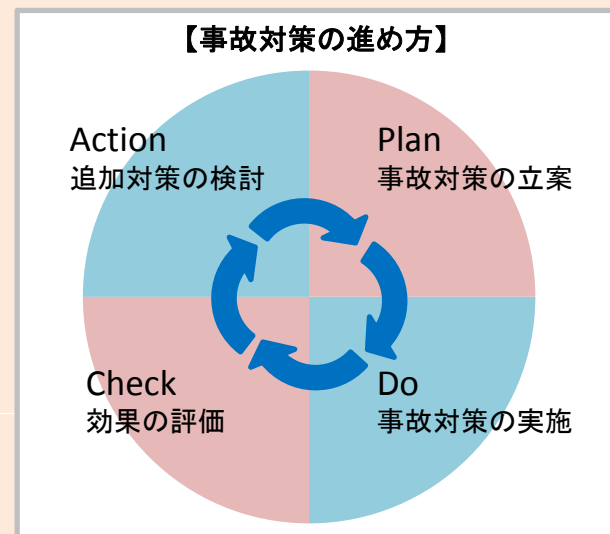 【事故対策の進め方】
Action
追加対策の検討
Plan
事故対策の立案
Check
効果の評価
Do
事故対策の実施